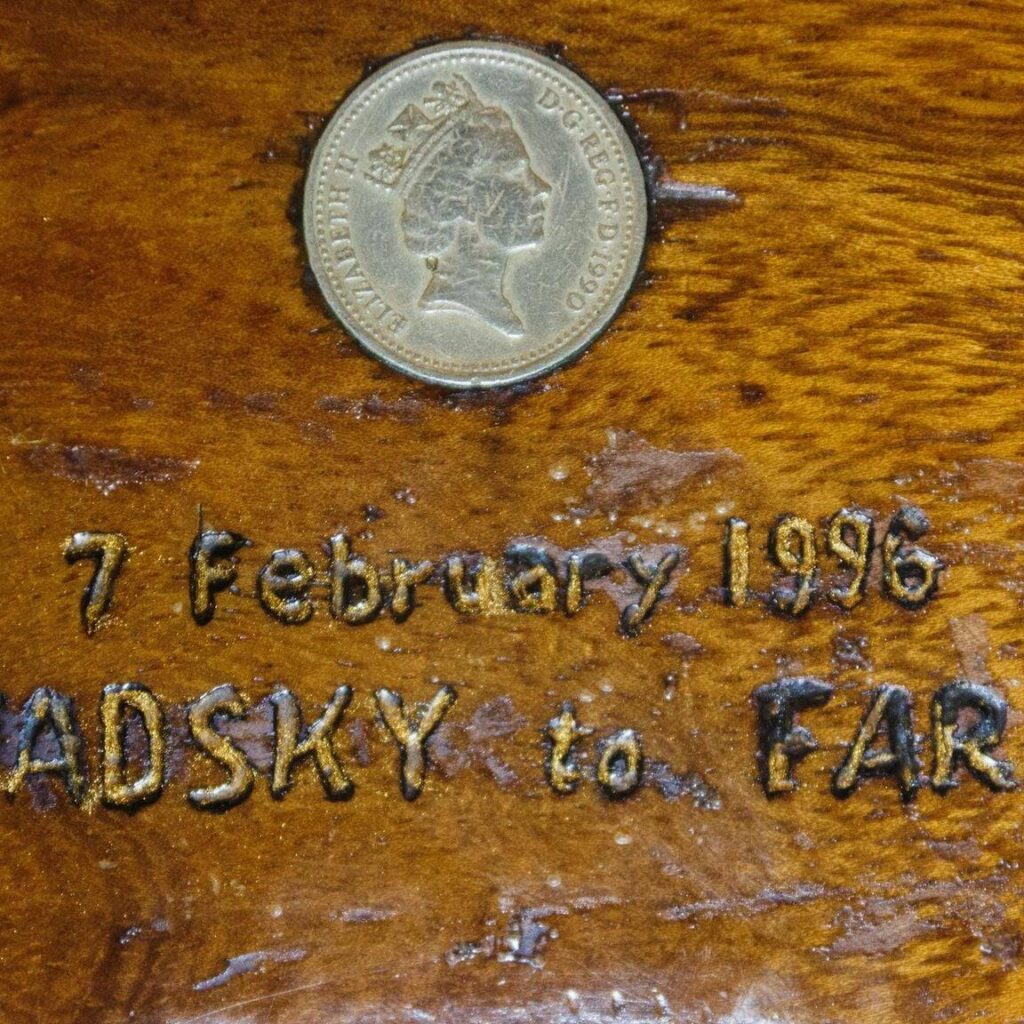 ELIZABETH II D·G·REG·F·D·1990
7 February 1996
ADSKY to FAR